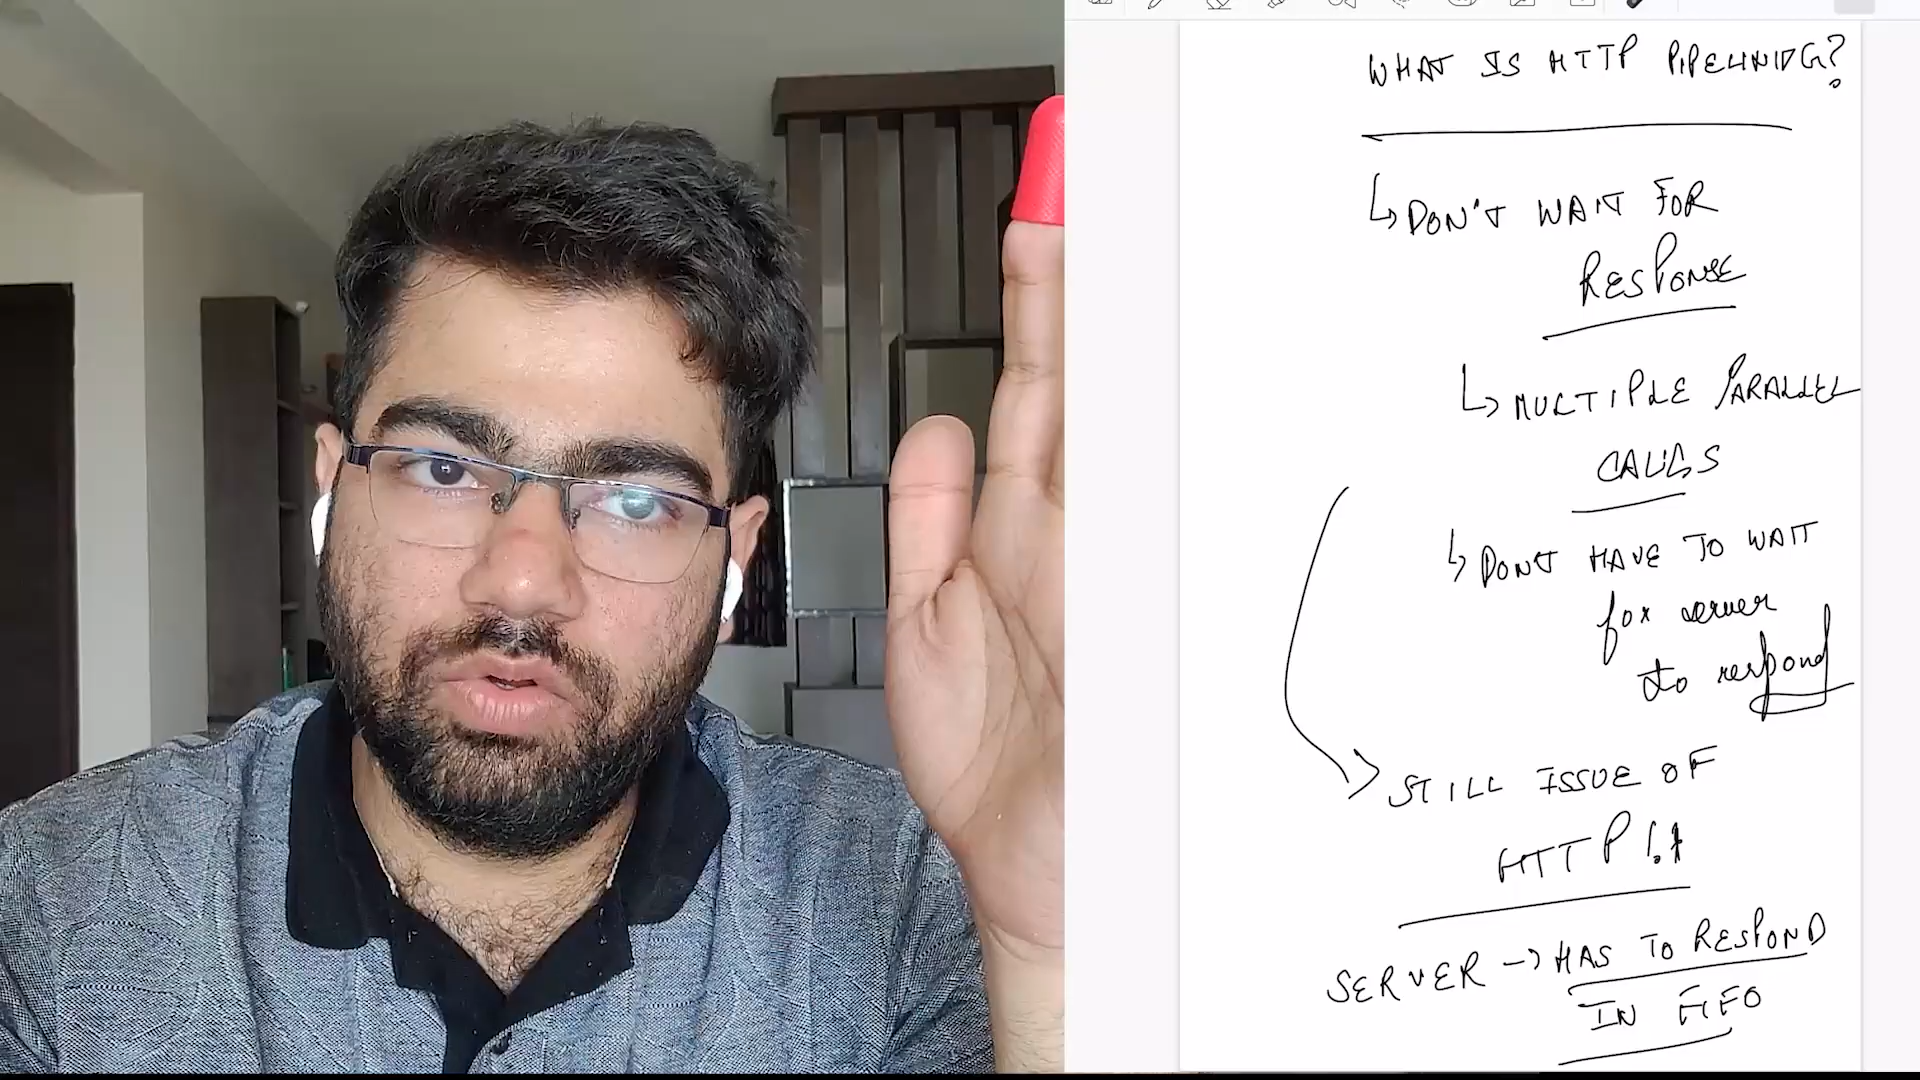 WHAT IS HTTP PIPELINING?
↳ DON'T WAIT FOR
RESPONSE
↳ MULTIPLE PARALLEL
CALLS
↳ DON'T HAVE TO WAIT
for server
to respond
→ STILL ISSUE OF
HTTP 1.1
SERVER → HAS TO RESPOND
IN FIFO